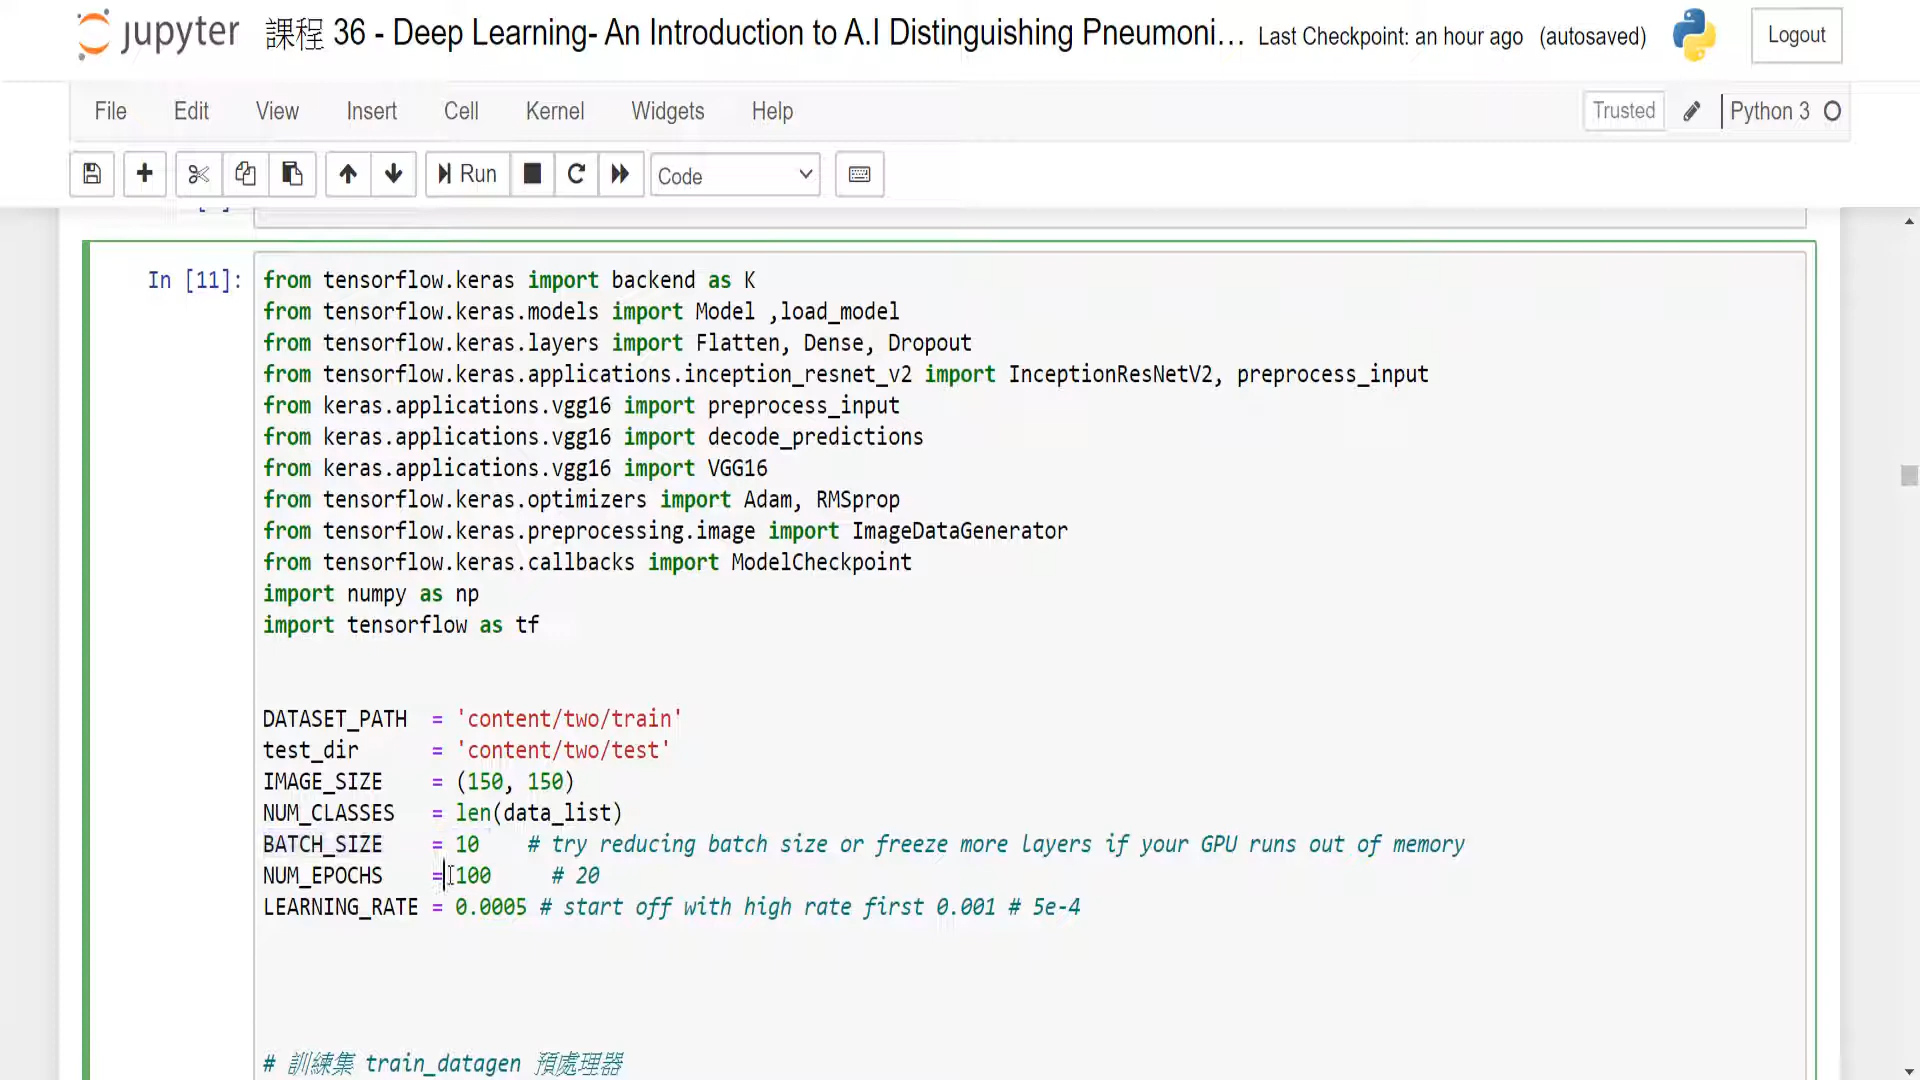 jupyter 課程 36 - Deep Learning- An Introduction to A.I Distinguishing Pneumoni... Last Checkpoint: an hour ago (autosaved) Logout
File Edit View Insert Cell Kernel Widgets Help Trusted Python 3
Run Code
In [11]:
from tensorflow.keras import backend as K
from tensorflow.keras.models import Model ,load_model
from tensorflow.keras.layers import Flatten, Dense, Dropout
from tensorflow.keras.applications.inception_resnet_v2 import InceptionResNetV2, preprocess_input
from keras.applications.vgg16 import preprocess_input
from keras.applications.vgg16 import decode_predictions
from keras.applications.vgg16 import VGG16
from tensorflow.keras.optimizers import Adam, RMSprop
from tensorflow.keras.preprocessing.image import ImageDataGenerator
from tensorflow.keras.callbacks import ModelCheckpoint
import numpy as np
import tensorflow as tf
DATASET_PATH = 'content/two/train'
test_dir = 'content/two/test'
IMAGE_SIZE = (150, 150)
NUM_CLASSES = len(data_list)
BATCH_SIZE = 10 # try reducing batch size or freeze more layers if your GPU runs out of memory
NUM_EPOCHS = 100 # 20
LEARNING_RATE = 0.0005 # start off with high rate first 0.001 # 5e-4
# 訓練集 train_datagen 預處理器